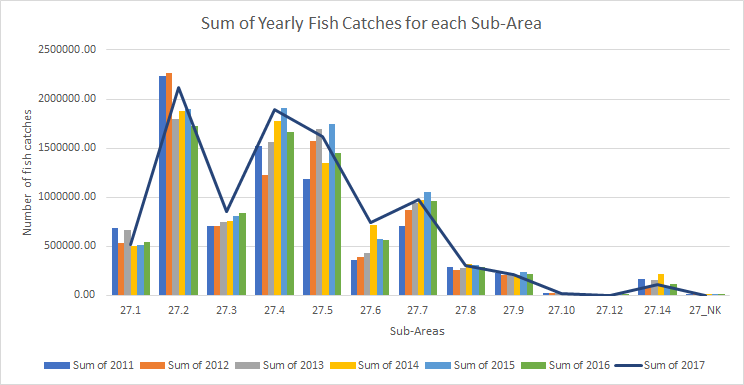 Sum of Yearly Fish Catches for each Sub-Area
2500000.00
2000000.00
1500000.00
1000000.00
500000.00
0.00
Number of fish catches
27.1 27.2 27.3 27.4 27.5 27.6 27.7 27.8 27.9 27.10 27.12 27.14 27_NK
Sub-Areas
Sum of 2011 Sum of 2012 Sum of 2013 Sum of 2014 Sum of 2015 Sum of 2016 Sum of 2017